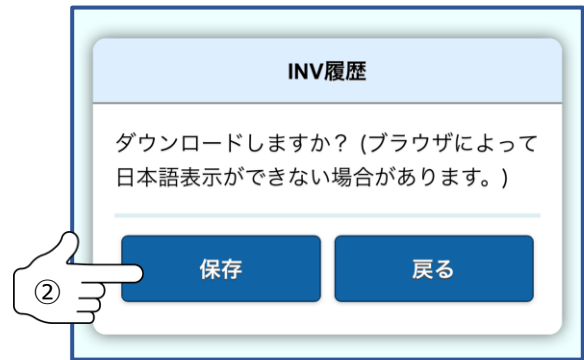 INV履歴
ダウンロードしますか？ (ブラウザによって
日本語表示ができない場合があります。)
保存
戻る
②